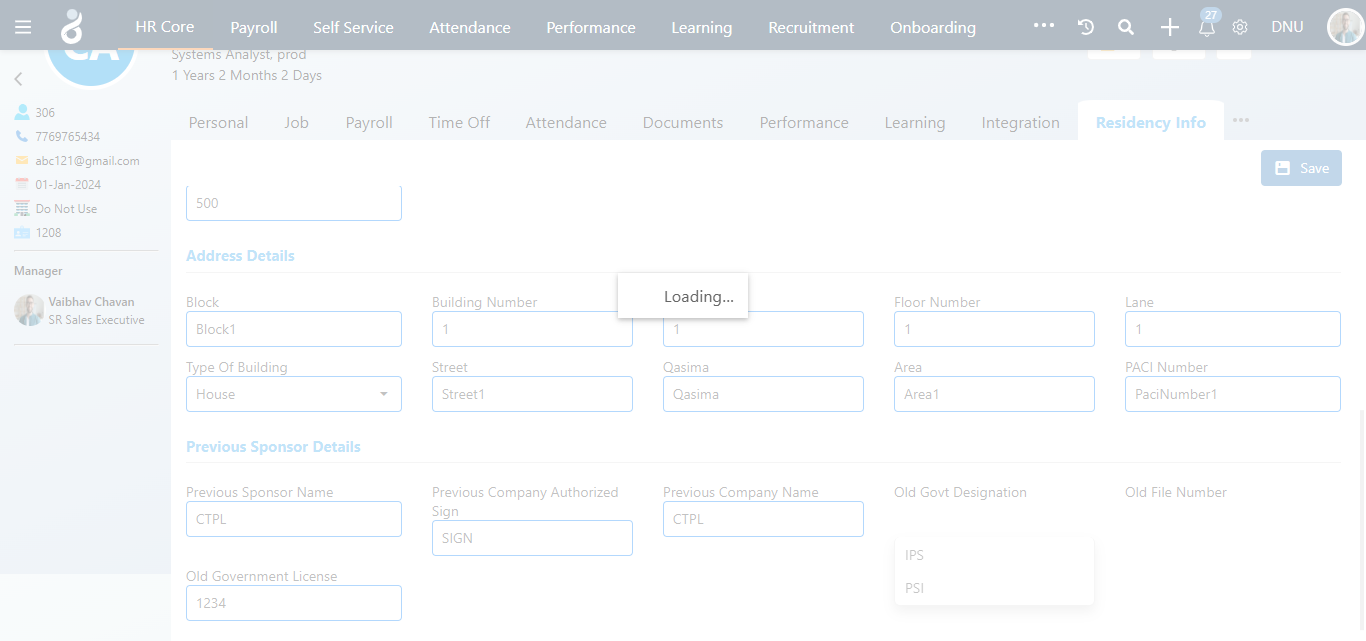 HR Core Payroll Self Service Attendance Performance Learning Recruitment Onboarding 27 DNU
Systems Analyst, prod
1 Years 2 Months 2 Days
306
7769765434
abc121@gmail.com
01-Jan-2024
Do Not Use
1208
Manager
Vaibhav Chavan
SR Sales Executive
Personal Job Payroll Time Off Attendance Documents Performance Learning Integration Residency Info
Save
500
Address Details
Loading...
Block Building Number Floor Number Lane
Block1 1 1 1 1
Type Of Building Street Qasima Area PACI Number
House Street1 Qasima Area1 PaciNumber1
Previous Sponsor Details
Previous Sponsor Name Previous Company Authorized Previous Company Name Old Govt Designation Old File Number
Sign
CTPL SIGN CTPL
IPS
PSI
Old Government License
1234